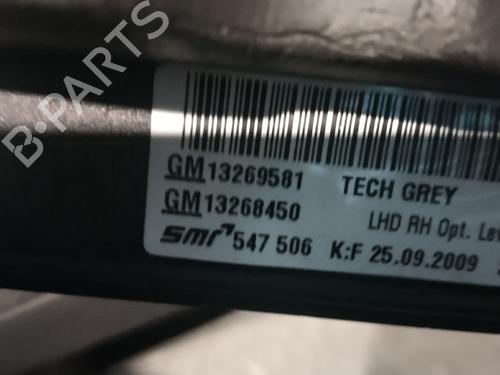 B-PARTS
GM 13269581 TECH GREY
GM 13268450 LHD RH Opt.
smr 547 506 K:F 25.09.2009